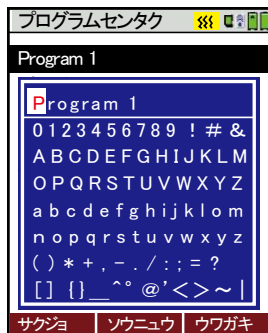 プログラムセンタク
Program 1
Program 1
0123456789 ! # &
ABCDEFGHIJKLM
OPQRSTUVWXYZ
abcdefghijklom
nopqrstuvwxyz
( ) * + , - . / : ; = ?
[] {}_^° @'<>~|
サクジョ ソウニュウ ウワガキ